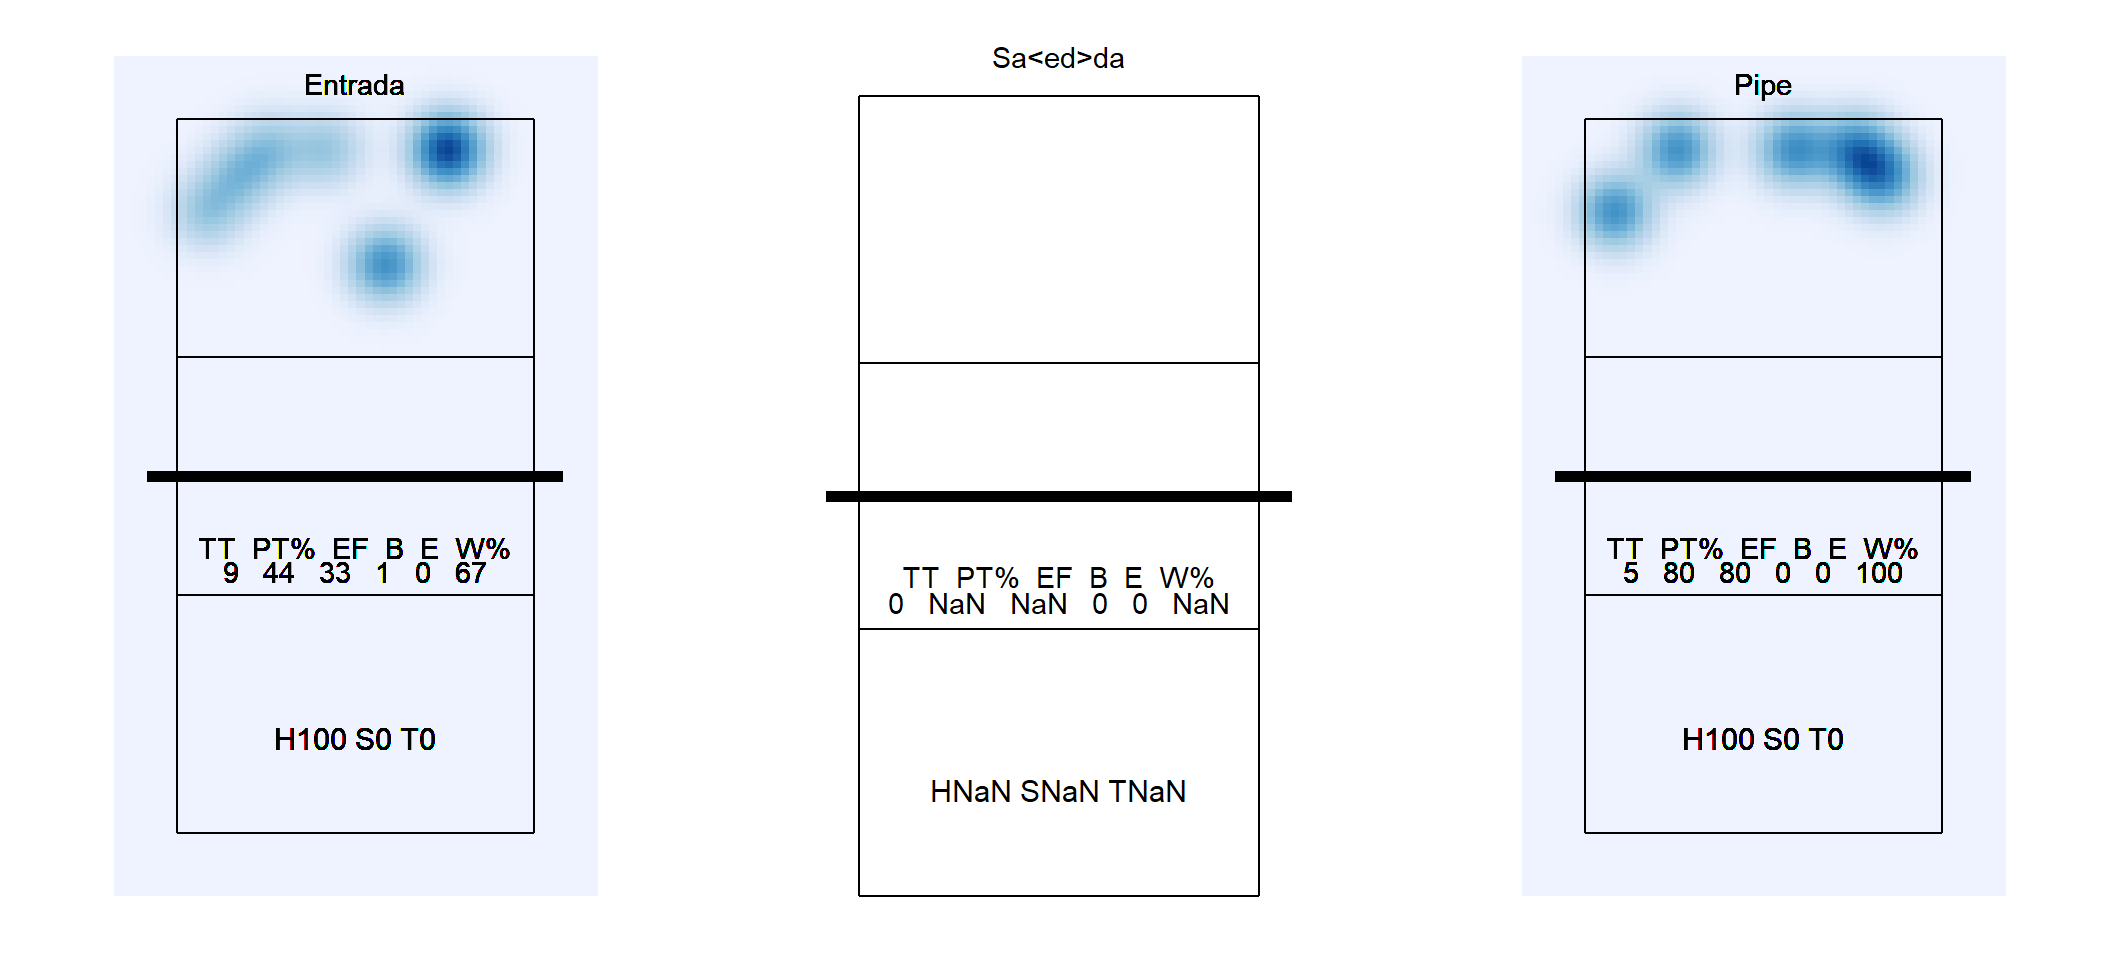 Entrada
TT PT% EF B E W%
9 44 33 1 0 67
H100 S0 T0
Sa<ed>da
TT PT% EF B E W%
0 NaN NaN 0 0 NaN
HNaN SNaN TNaN
Pipe
TT PT% EF B E W%
5 80 80 0 0 100
H100 S0 T0